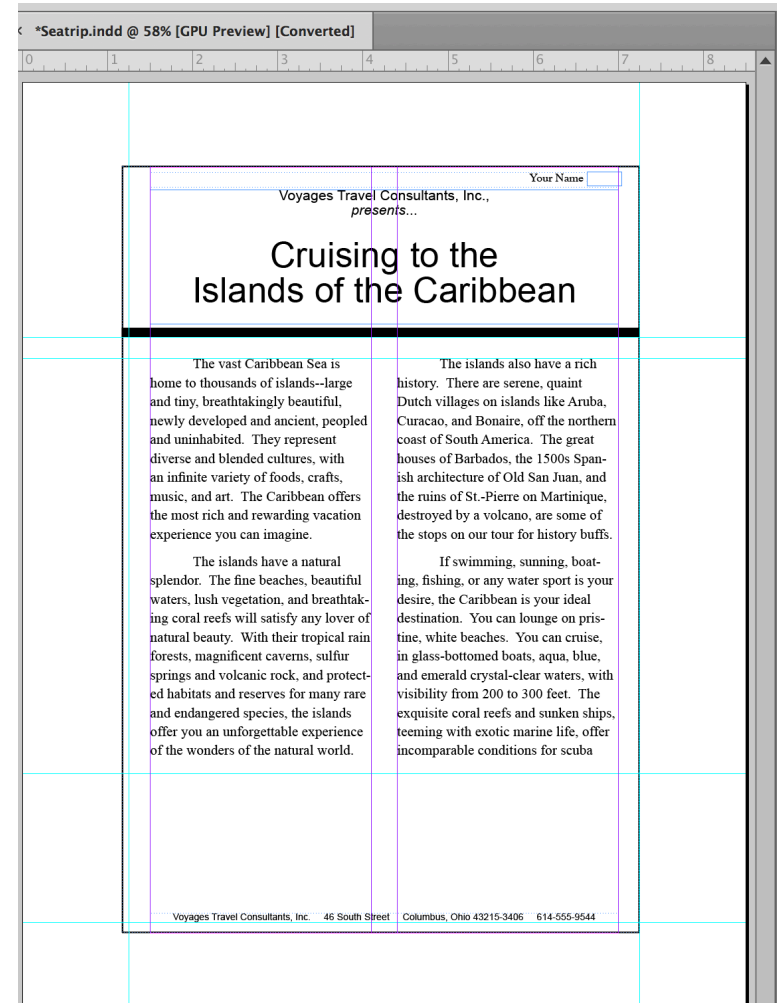 *Seatrip.indd @ 58% [GPU Preview] [Converted]
0 1 2 3 4 5 6 7 8
Your Name
Voyages Travel Consultants, Inc.,
presents...
Cruising to the
Islands of the Caribbean
The vast Caribbean Sea is
home to thousands of islands--large
and tiny, breathtakingly beautiful,
newly developed and ancient, peopled
and uninhabited.  They represent
diverse and blended cultures, with
an infinite variety of foods, crafts,
music, and art.  The Caribbean offers
the most rich and rewarding vacation
experience you can imagine.
The islands have a natural
splendor.  The fine beaches, beautiful
waters, lush vegetation, and breathtak-
ing coral reefs will satisfy any lover of
natural beauty.  With their tropical rain
forests, magnificent caverns, sulfur
springs and volcanic rock, and protect-
ed habitats and reserves for many rare
and endangered species, the islands
offer you an unforgettable experience
of the wonders of the natural world.
The islands also have a rich
history.  There are serene, quaint
Dutch villages on islands like Aruba,
Curacao, and Bonaire, off the northern
coast of South America.  The great
houses of Barbados, the 1500s Span-
ish architecture of Old San Juan, and
the ruins of St.-Pierre on Martinique,
destroyed by a volcano, are some of
the stops on our tour for history buffs.
If swimming, sunning, boat-
ing, fishing, or any water sport is your
desire, the Caribbean is your ideal
destination.  You can lounge on pris-
tine, white beaches.  You can cruise,
in glass-bottomed boats, aqua, blue,
and emerald crystal-clear waters, with
visibility from 200 to 300 feet.  The
exquisite coral reefs and sunken ships,
teeming with exotic marine life, offer
incomparable conditions for scuba
Voyages Travel Consultants, Inc.    46 South Street    Columbus, Ohio 43215-3406    614-555-9544